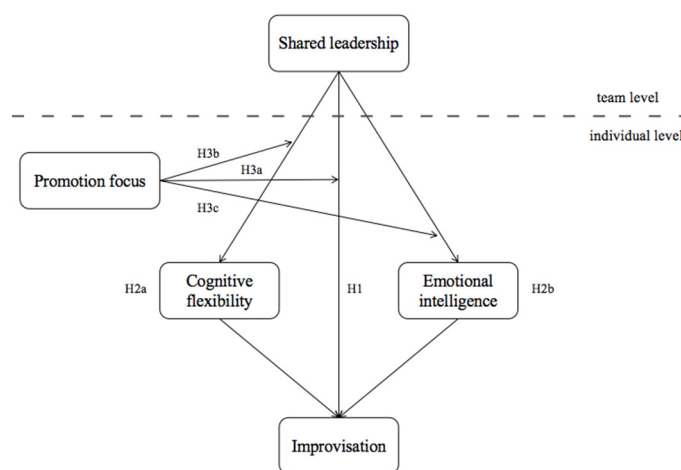 Shared leadership
team level
individual level
H3b
H3a
Promotion focus
H3c
H2a
Cognitive
flexibility
H1
Emotional
intelligence
H2b
Improvisation